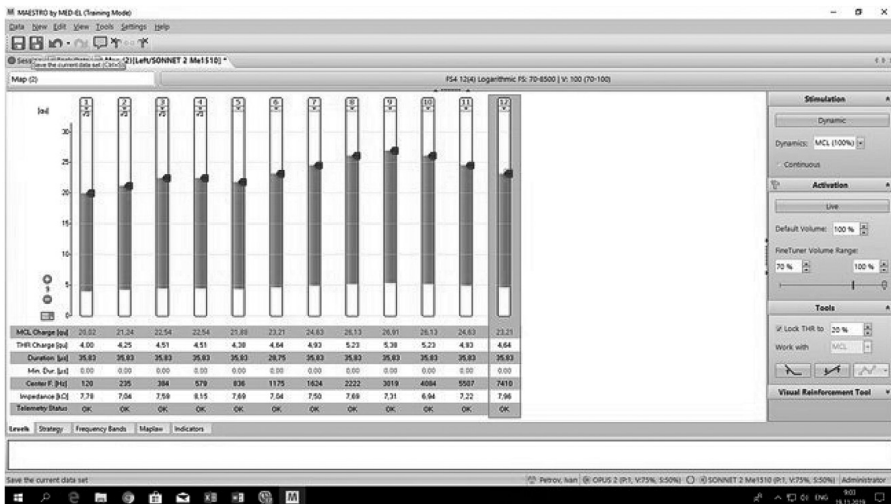 MAESTRO by MED-EL (Training Mode)
Data New Edit View Tools Settings Help
(2)[Left/SONNET 2 Me1510] *
Save the current data set (Ctrl+S)
Map (2)
FS4 12(4) Logarithmic FS: 70-8500 | V: 100 (70-100)
[qu] 1 2 3 4 5 6 7 8 9 10 11 12
30
25
20
15
10
5
0
9
MCL Charge [qu] 20,02 21,24 22,54 22,54 21,88 23,21 24,63 26,13 26,91 26,13 24,63 23,21
THR Charge [qu] 4,00 4,25 4,51 4,51 4,38 4,64 4,93 5,23 5,38 5,23 4,93 4,64
Duration [µs] 35,83 35,83 35,83 35,83 35,83 28,75 35,83 35,83 35,83 35,83 35,83 35,83
Min. Dur. [µs] 0.00 0.00 0.00 0.00 0.00 0.00 0.00 0.00 0.00 0.00 0.00 0.00
Center F. [Hz] 120 235 384 579 836 1175 1624 2222 3019 4084 5507 7410
Impedance [kΩ] 7,79 7,04 7,59 8,15 7,69 7,04 7,50 7,69 7,31 6,94 7,22 7,96
Telemetry Status OK OK OK OK OK OK OK OK OK OK OK OK
Levels Strategy Frequency Bands Maplaw Indicators
Stimulation
Dynamic
Dynamics: MCL (100%)
Continuous
Activation
Live
Default Volume: 100 %
FineTuner Volume Range:
70 % 100 %
Tools
Lock THR to 20 %
Work with MCL
Visual Reinforcement Tool
Save the current data set
Petrov, Ivan OPUS 2 (P:1, V:75%, S:50%) SONNET 2 Me1510 (P:1, V:75%, S:50%) Administrator
ENG 9:03
19.11.2019